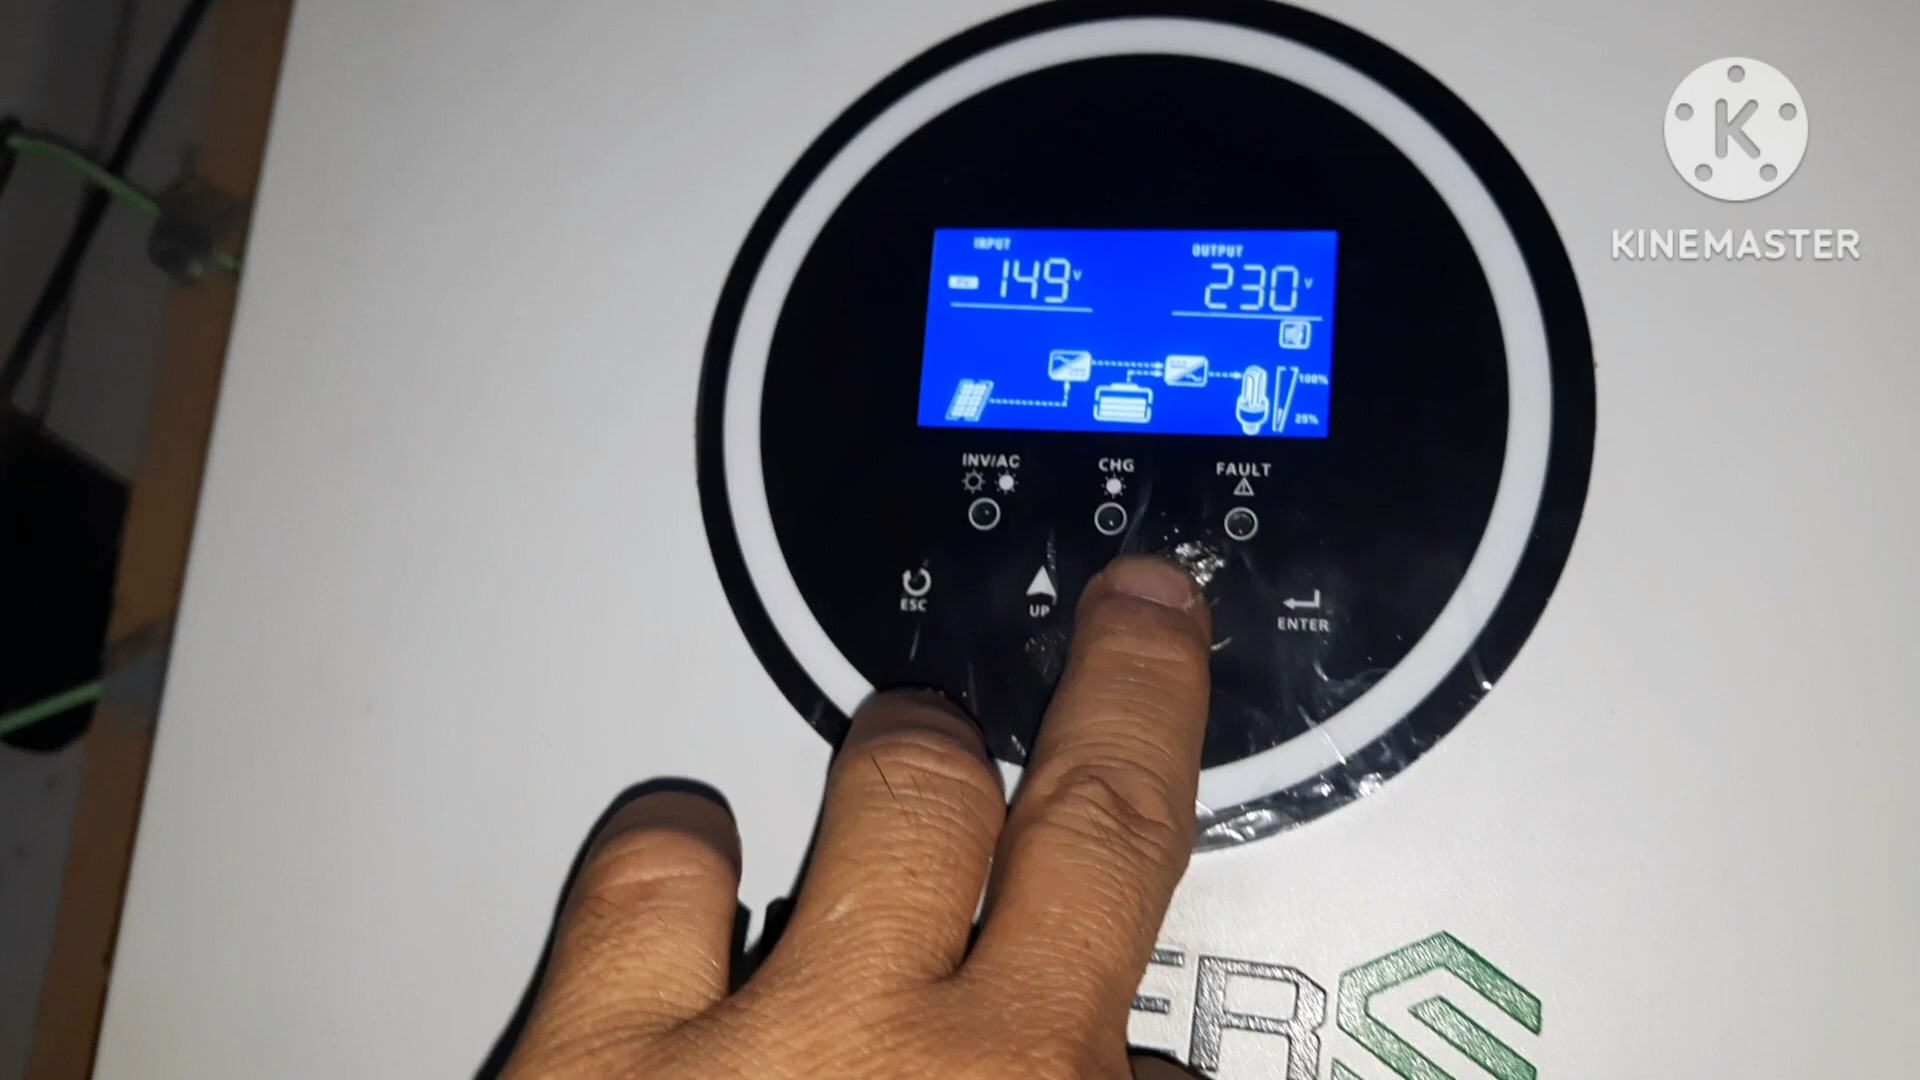 KINEMASTER
INPUT
OUTPUT
149V
230V
100%
25%
INV/AC
CHG
FAULT
ESC
UP
ENTER